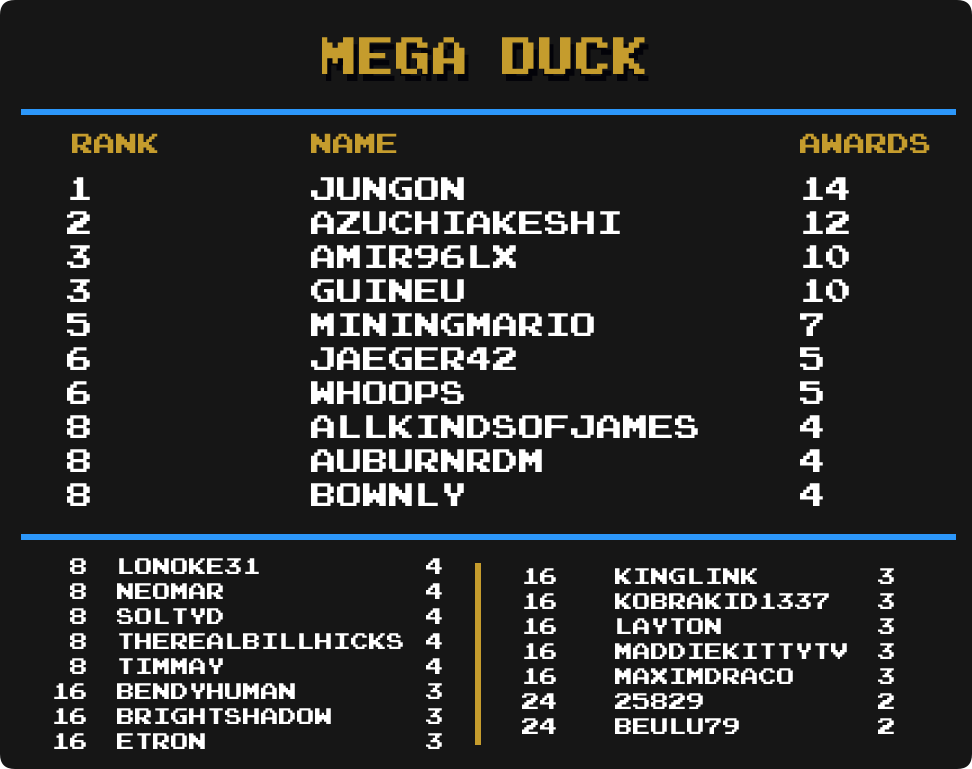 MEGA DUCK
RANK NAME AWARDS
1 JUNGON 14
2 AZUCHIAKESHI 12
3 AMIR96LX 10
3 GUINEU 10
5 MININGMARIO 7
6 JAEGER42 5
6 WHOOPS 5
8 ALLKINDSOFJAMES 4
8 AUBURNRDM 4
8 BOWNLY 4
8 LONOKE31 4
8 NEOMAR 4
8 SOLTYD 4
8 THEREALBILLHICKS 4
8 TIMMAY 4
16 BENDYHUMAN 3
16 BRIGHTSHADOW 3
16 ETRON 3
16 KINGLINK 3
16 KOBRAKID1337 3
16 LAYTON 3
16 MADDIEKITTYTV 3
16 MAXIMDRACO 3
24 25829 2
24 BEULU79 2